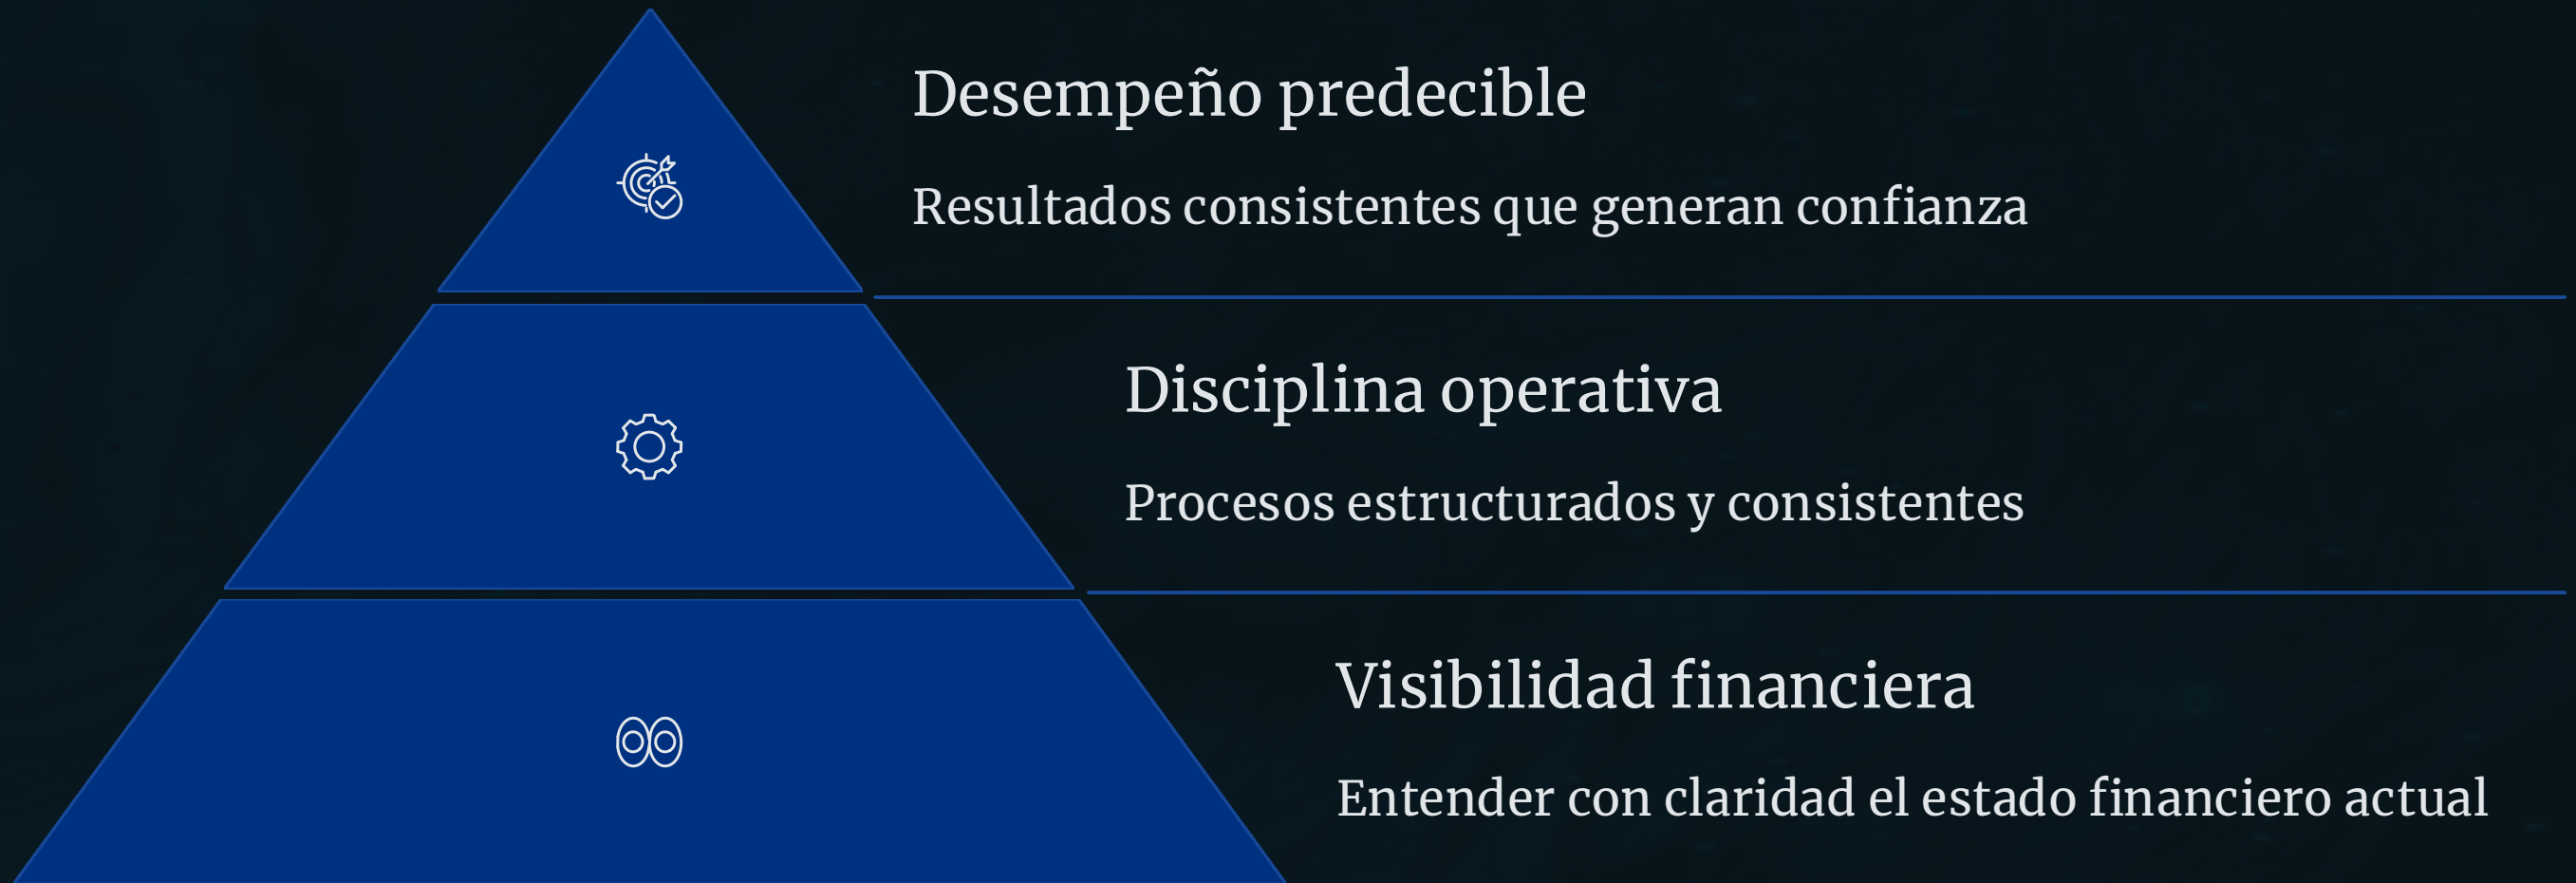 Desempeño predecible
Resultados consistentes que generan confianza
Disciplina operativa
Procesos estructurados y consistentes
Visibilidad financiera
Entender con claridad el estado financiero actual